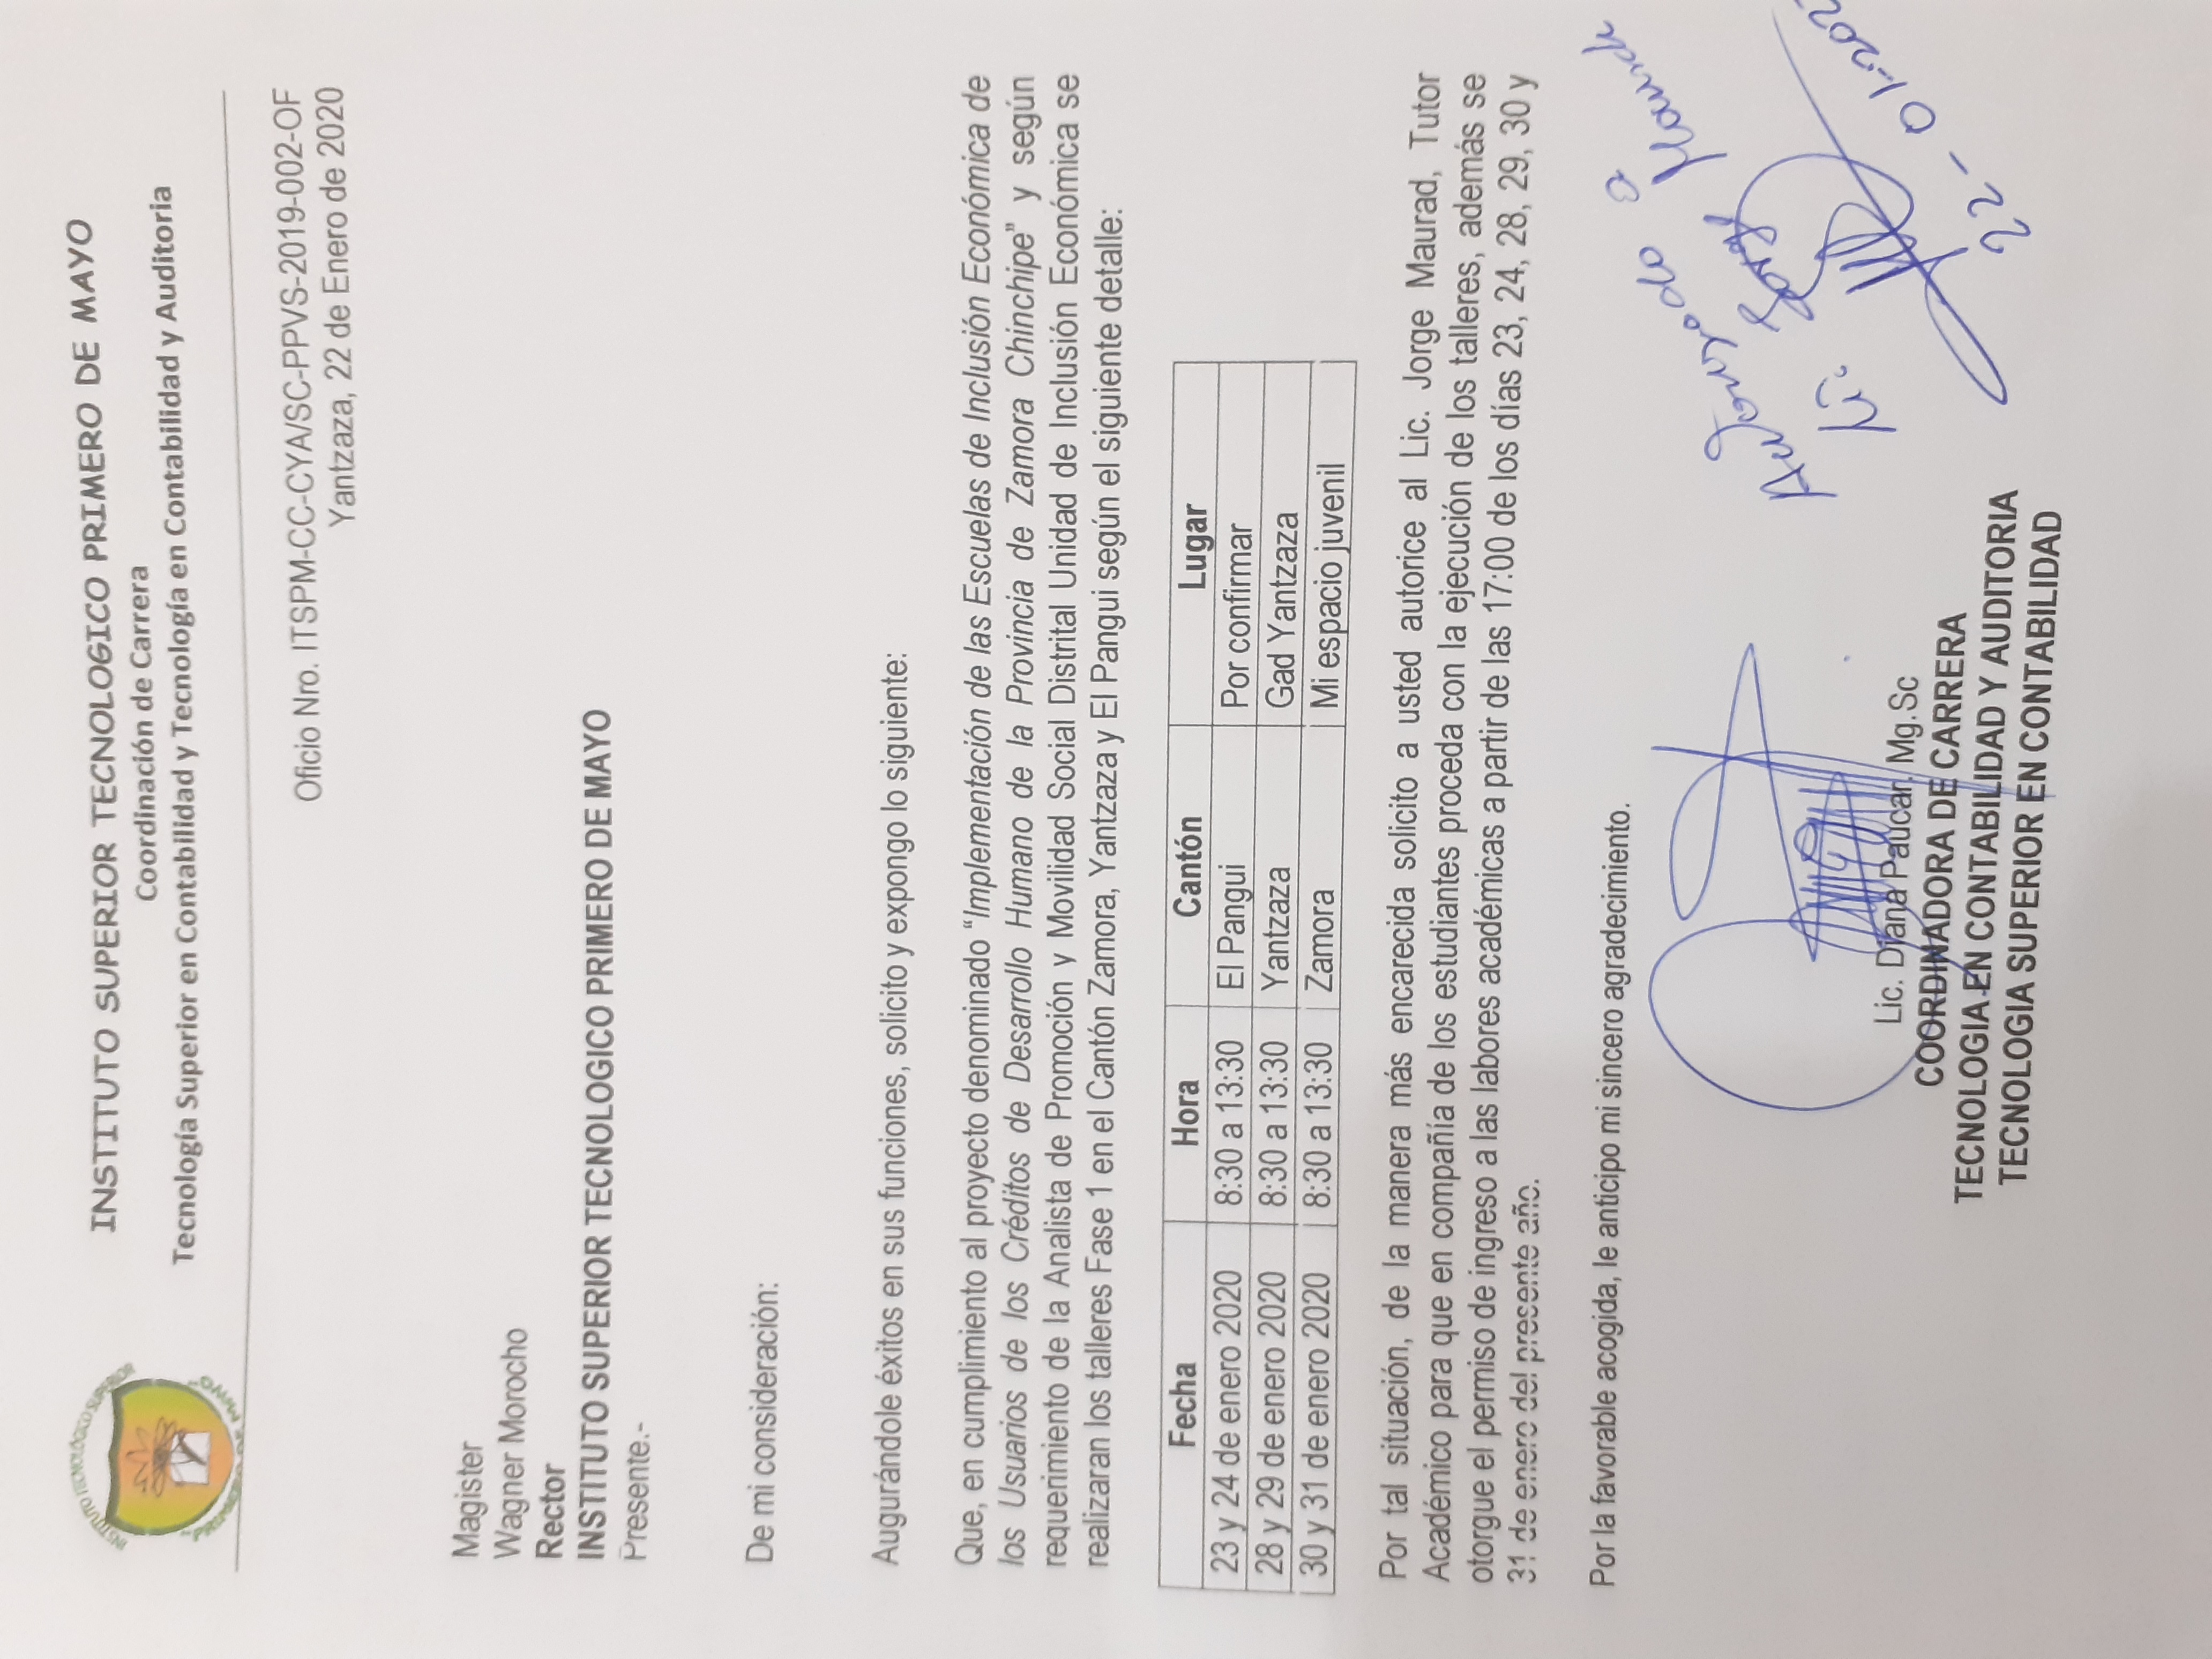 INSTITUTO TECNOLÓGICO SUPERIOR
"PRIMERO DE MAYO"
INSTITUTO SUPERIOR TECNOLOGICO PRIMERO DE MAYO
Coordinación de Carrera
Tecnología Superior en Contabilidad y Tecnología en Contabilidad y Auditoria
Oficio Nro. ITSPM-CC-CYA/SC-PPVS-2019-002-OF
Yantzaza, 22 de Enero de 2020
Magister
Wagner Morocho
Rector
INSTITUTO SUPERIOR TECNOLOGICO PRIMERO DE MAYO
Presente.-
De mi consideración:
Augurándole éxitos en sus funciones, solicito y expongo lo siguiente:
Que, en cumplimiento al proyecto denominado “Implementación de las Escuelas de Inclusión Económica de
los Usuarios de los Créditos de Desarrollo Humano de la Provincia de Zamora Chinchipe” y según
requerimiento de la Analista de Promoción y Movilidad Social Distrital Unidad de Inclusión Económica se
realizaran los talleres Fase 1 en el Cantón Zamora, Yantzaza y El Pangui según el siguiente detalle:
Fecha Hora Cantón Lugar
23 y 24 de enero 2020 8:30 a 13:30 El Pangui Por confirmar
28 y 29 de enero 2020 8:30 a 13:30 Yantzaza Gad Yantzaza
30 y 31 de enero 2020 8:30 a 13:30 Zamora Mi espacio juvenil
Por tal situación, de la manera más encarecida solicito a usted autorice al Lic. Jorge Maurad, Tutor
Académico para que en compañía de los estudiantes proceda con la ejecución de los talleres, además se
otorgue el permiso de ingreso a las labores académicas a partir de las 17:00 de los días 23, 24, 28, 29, 30 y
31 de enero del presente año.
Por la favorable acogida, le anticipo mi sincero agradecimiento.
Autorizado a
Lic. Jorge Maurad
22-01-202
Lic. Diana Paucar. Mg.Sc
COORDINADORA DE CARRERA
TECNOLOGIA EN CONTABILIDAD Y AUDITORIA
TECNOLOGIA SUPERIOR EN CONTABILIDAD